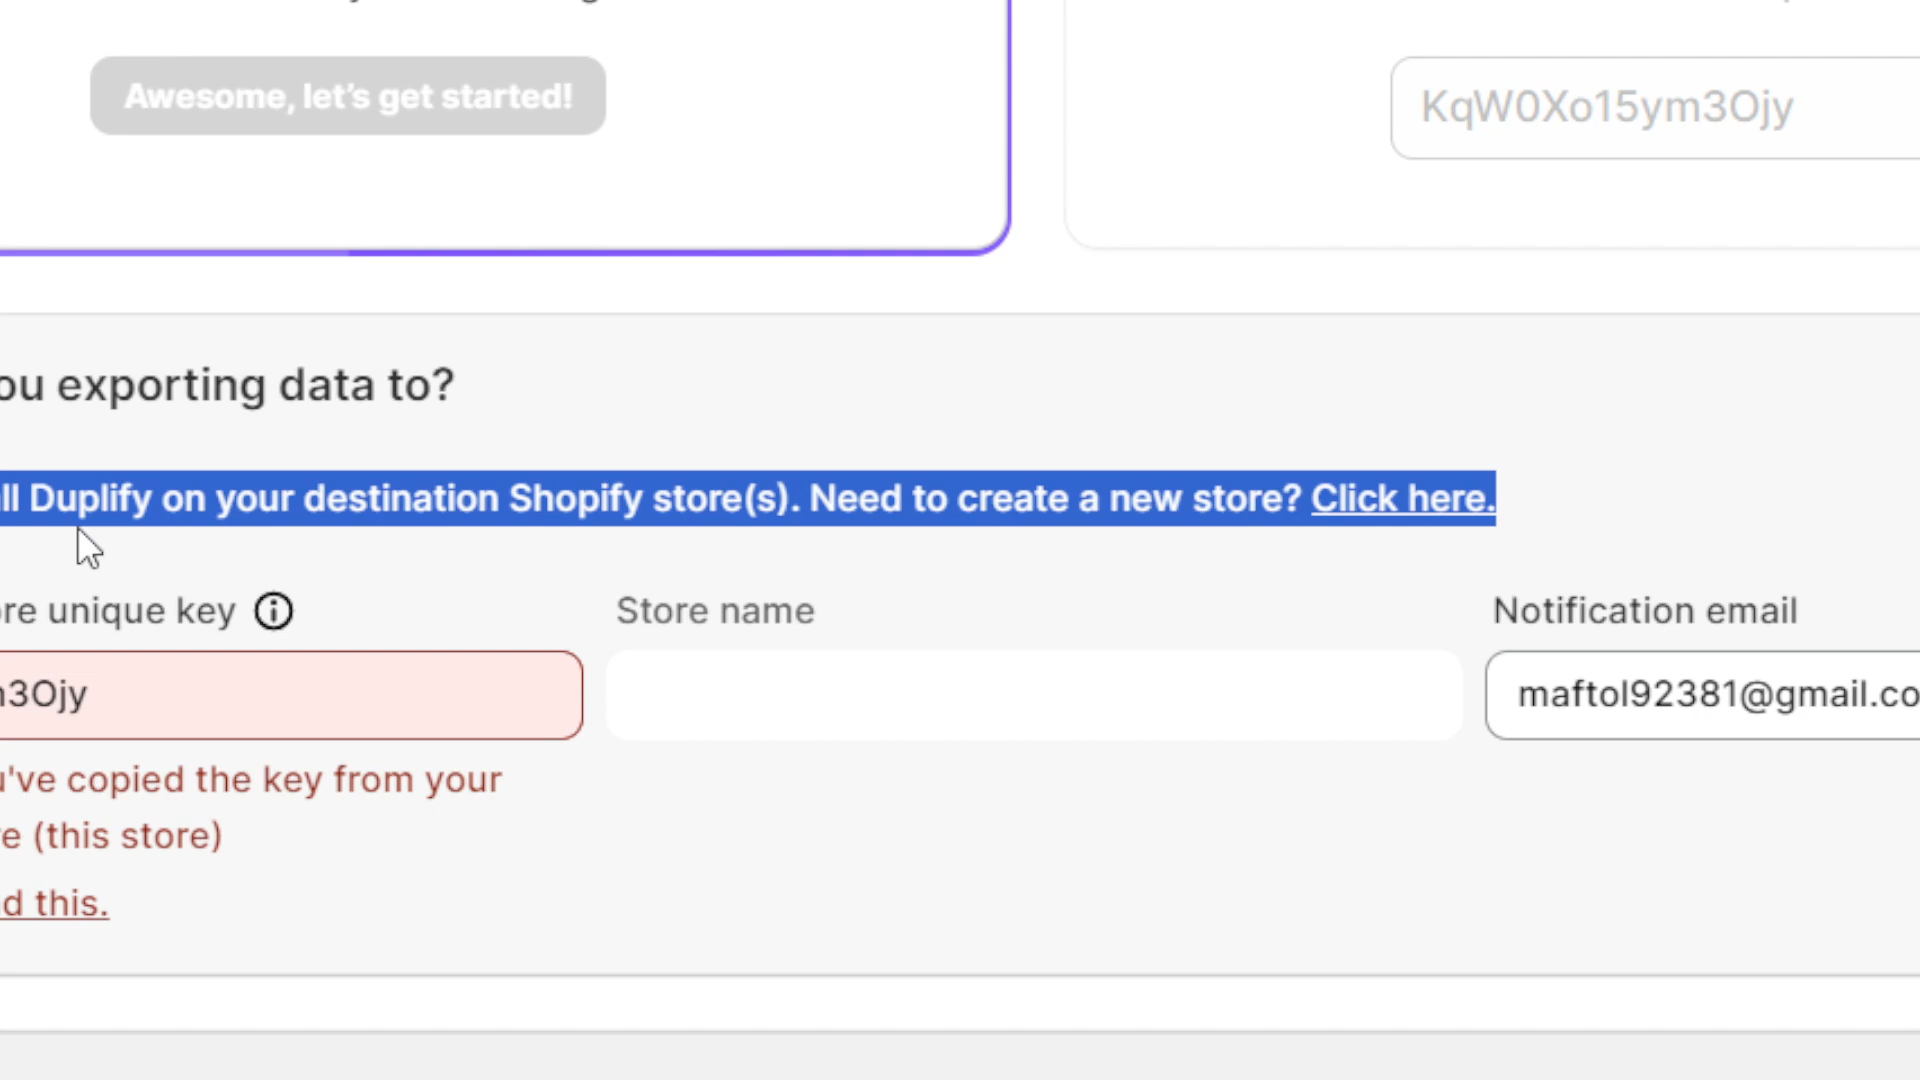 Awesome, let's get started!
KqW0Xo15ym3Ojy
ou exporting data to?
ll Duplify on your destination Shopify store(s). Need to create a new store? Click here.
re unique key
Store name
Notification email
3Ojy
maftol92381@gmail.co
've copied the key from your
e (this store)
d this.